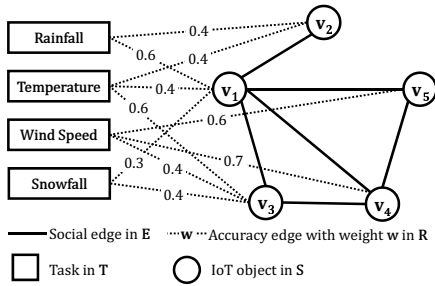 Rainfall
Temperature
Wind Speed
Snowfall
0.4
0.6
0.4
0.4
0.6
0.6
0.3
0.4
0.7
0.4
v2
v1
v5
v3
v4
Social edge in E
w Accuracy edge with weight w in R
Task in T
IoT object in S